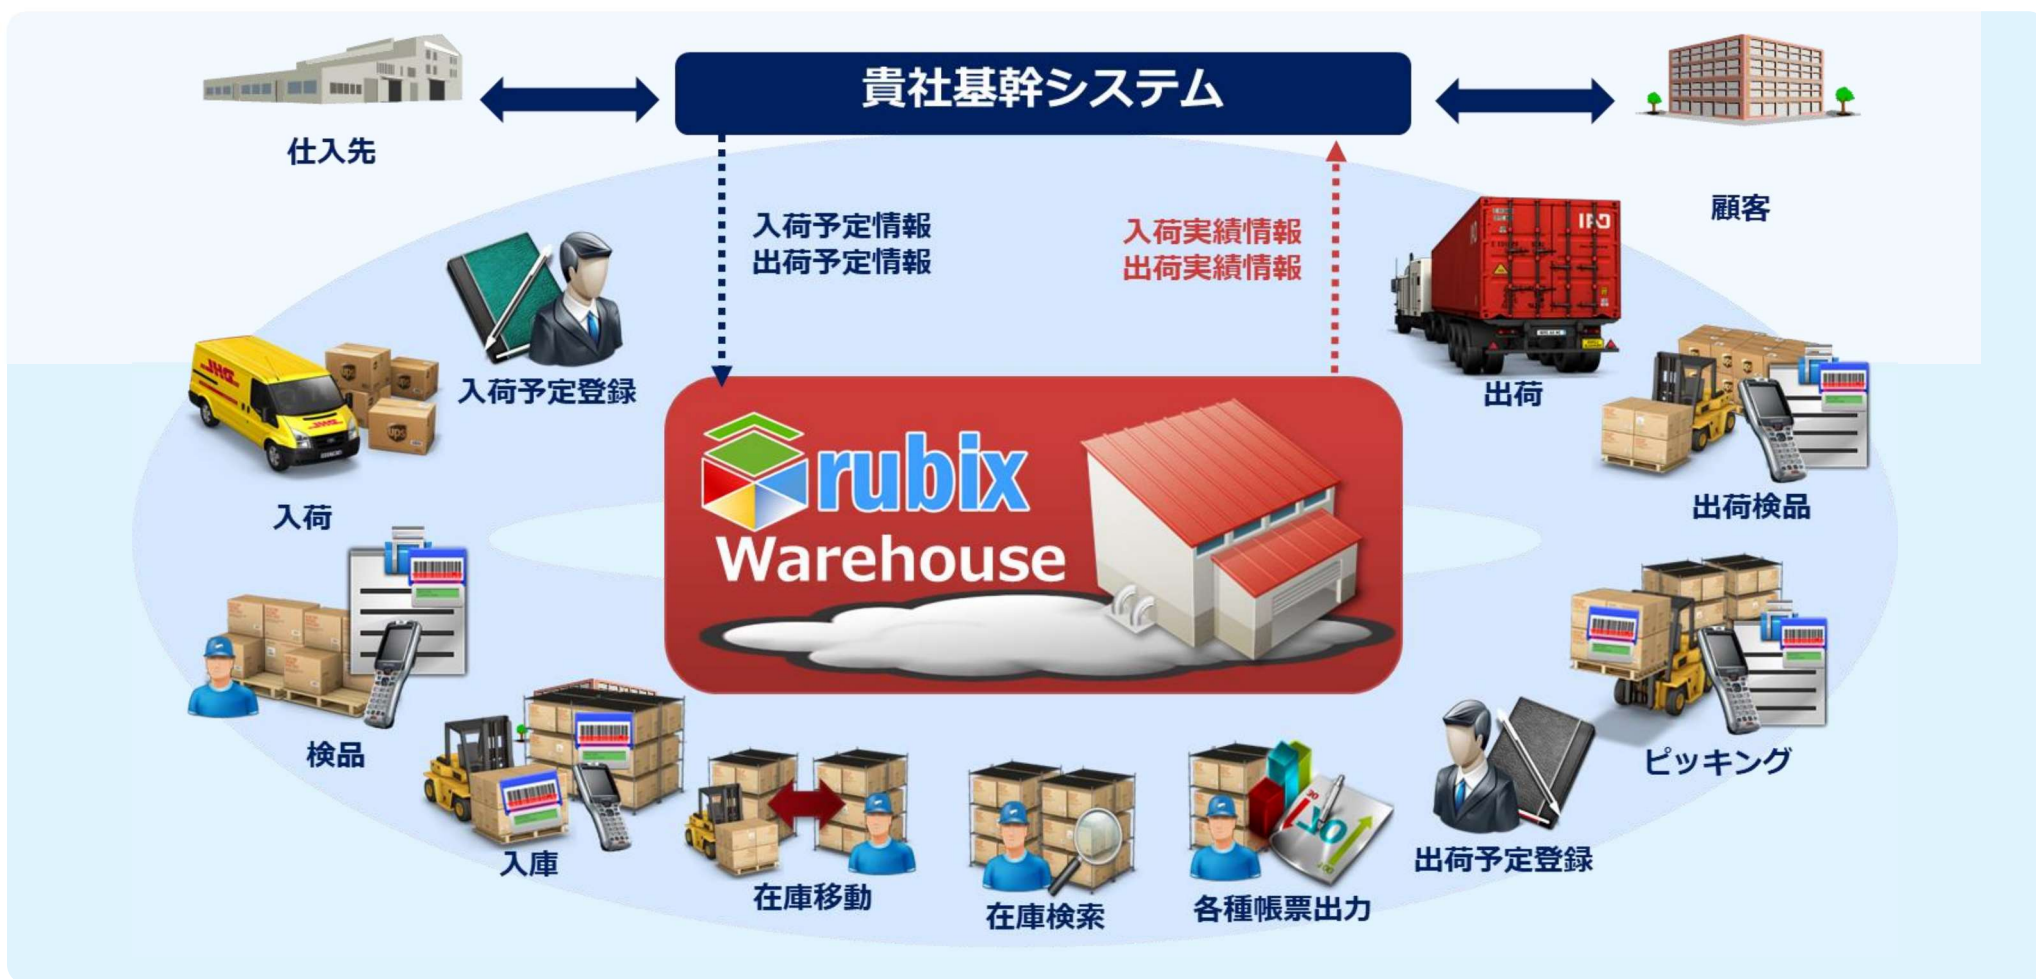 貴社基幹システム
仕入先
顧客
入荷予定情報
出荷予定情報
入荷実績情報
出荷実績情報
入荷予定登録
入荷
検品
入庫
在庫移動
在庫検索
各種帳票出力
出荷予定登録
ピッキング
出荷検品
出荷
rubix
Warehouse
JHG
JHG
ups
ups